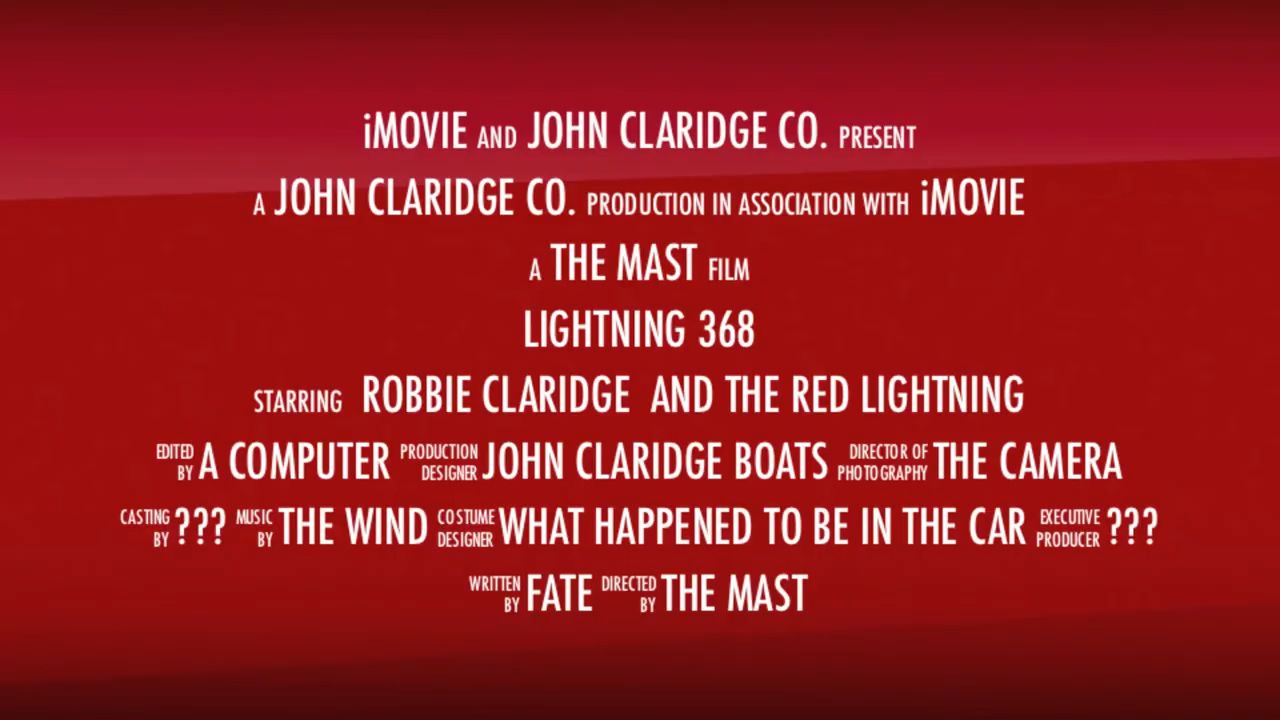 iMOVIE AND JOHN CLARIDGE CO. PRESENT
A JOHN CLARIDGE CO. PRODUCTION IN ASSOCIATION WITH iMOVIE
A THE MAST FILM
LIGHTNING 368
STARRING ROBBIE CLARIDGE AND THE RED LIGHTNING
EDITED BY A COMPUTER PRODUCTION DESIGNER JOHN CLARIDGE BOATS DIRECTOR OF PHOTOGRAPHY THE CAMERA
CASTING BY ??? MUSIC BY THE WIND COSTUME DESIGNER WHAT HAPPENED TO BE IN THE CAR EXECUTIVE PRODUCER ???
WRITTEN BY FATE DIRECTED BY THE MAST